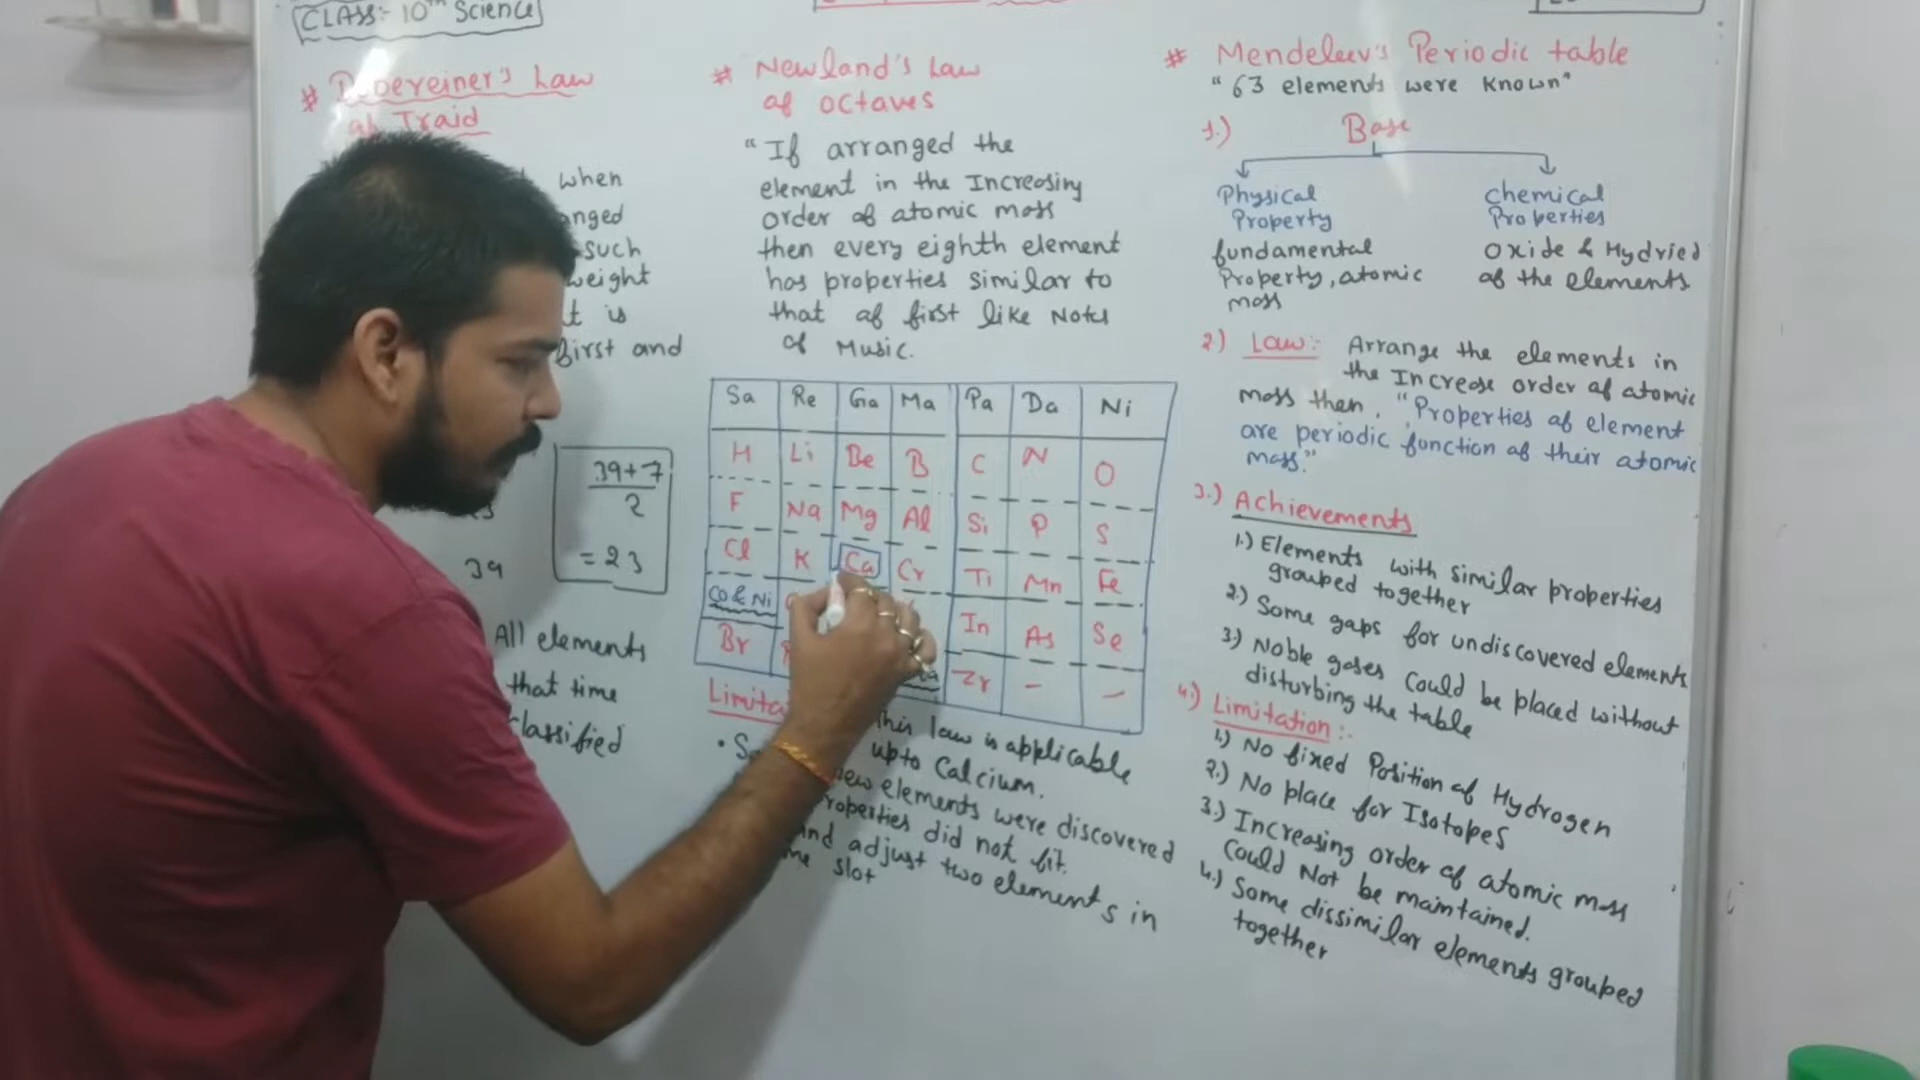 CLASS:- 10th Science
# Dobereiner's Law
of Traid
when
anged
such
weight
t is
first and
39+7
2
= 23
39
All elements
that time
classified
# Newland's Law
of octaves
"If arranged the
element in the Increasing
order of atomic mass
then every eighth element
has properties similar to
that of first like Notes
of Music.
Sa Re Ga Ma Pa Da Ni
H Li Be B C N O
F Na Mg Al Si P S
Cl K Ca Cr Ti Mn Fe
Co & Ni In As Se
Br Zr - -
This law is applicable
upto Calcium.
new elements were discovered
roperties did not fit.
and adjust two elements in
me slot
# Mendeleev's Periodic table
"63 elements were known"
1.) Base
Physical
Property
fundamental
Property, atomic
mass
Chemical
Properties
oxide & Hydried
of the elements
2) Law:- Arrange the elements in
the Increase order of atomic
mass then, "Properties of element
are periodic function of their atomic
mass."
3.) Achievements
1.) Elements with similar properties
grouped together
2.) Some gaps for undiscovered elements
3) Noble gases could be placed without
disturbing the table
4.) Limitation:-
1.) No fixed Position of Hydrogen
2.) No place for Isotopes
3.) Increasing order of atomic mass
Could Not be maintained.
4.) Some dissimilar elements grouped
together